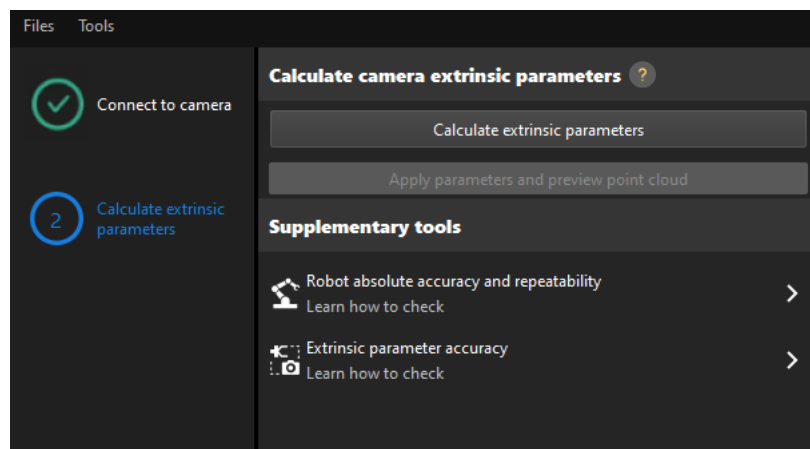 Files Tools
Connect to camera
2
Calculate extrinsic
parameters
Calculate camera extrinsic parameters ?
Calculate extrinsic parameters
Apply parameters and preview point cloud
Supplementary tools
Robot absolute accuracy and repeatability
Learn how to check
Extrinsic parameter accuracy
Learn how to check